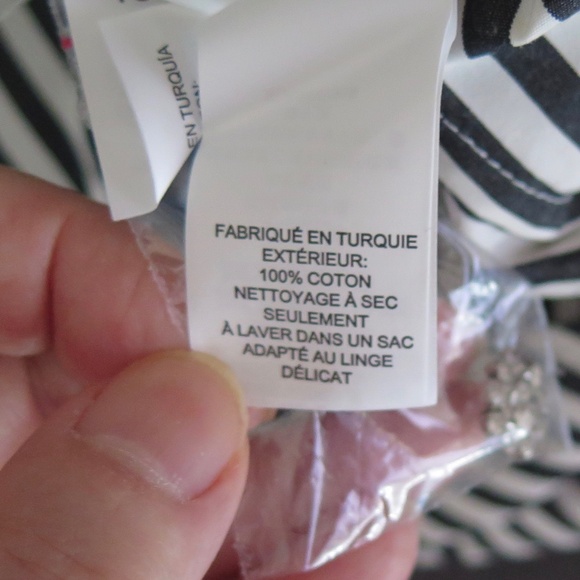 EN TURQUÍA
FABRIQUÉ EN TURQUIE
EXTÉRIEUR:
100% COTON
NETTOYAGE À SEC
SEULEMENT
À LAVER DANS UN SAC
ADAPTÉ AU LINGE
DÉLICAT